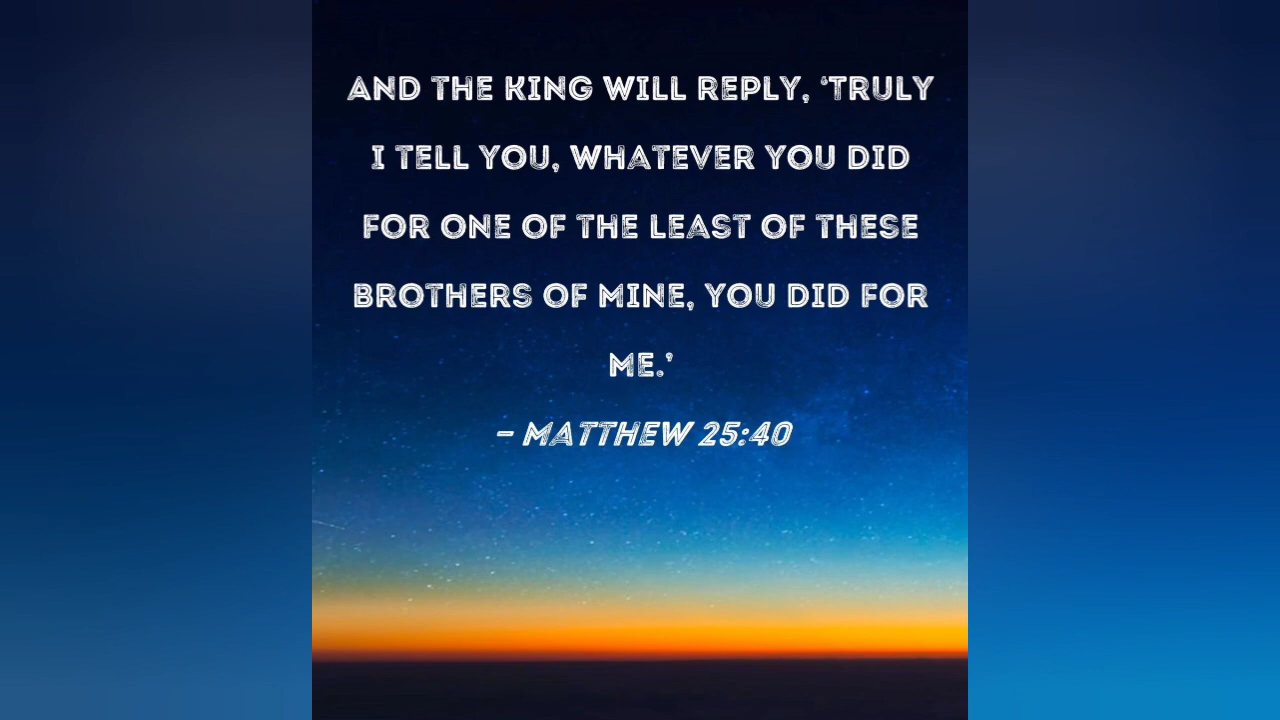 AND THE KING WILL REPLY, ‘TRULY
I TELL YOU, WHATEVER YOU DID
FOR ONE OF THE LEAST OF THESE
BROTHERS OF MINE, YOU DID FOR
ME.’
– MATTHEW 25:40